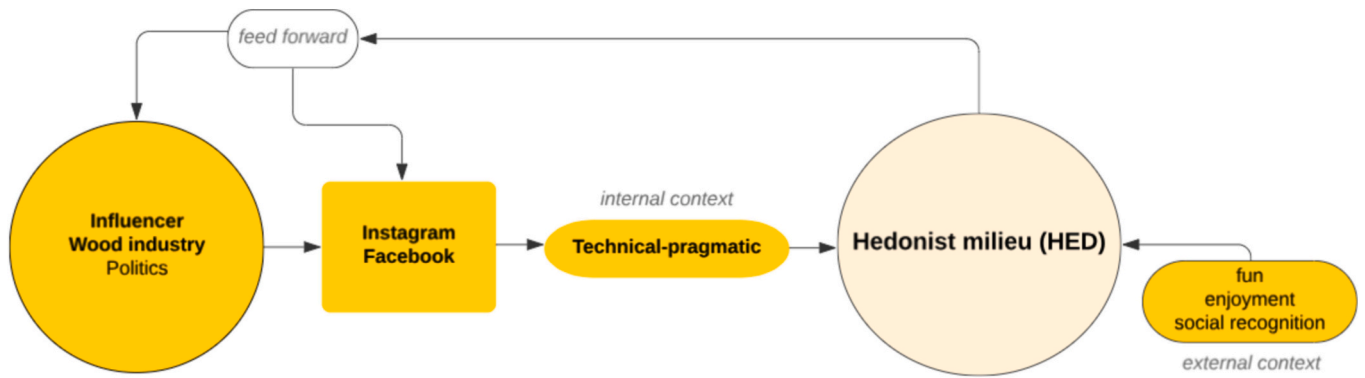 feed forward
Influencer
Wood industry
Politics
Instagram
Facebook
internal context
Technical-pragmatic
Hedonist milieu (HED)
fun
enjoyment
social recognition
external context